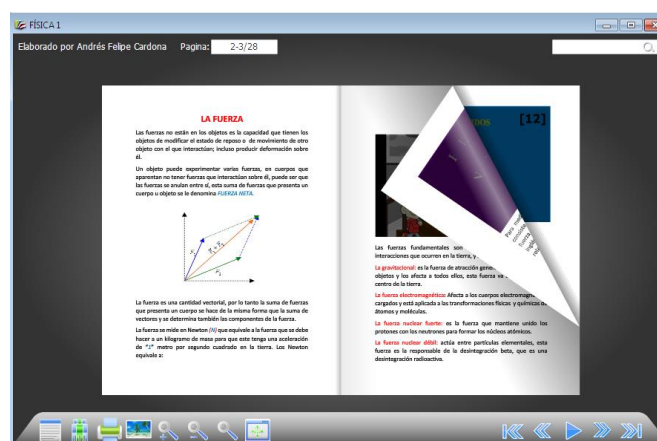 FÍSICA 1
Elaborado por Andrés Felipe Cardona Pagina: 2-3/28
LA FUERZA
Las fuerzas no están en los objetos es la capacidad que tienen los
objetos de modificar el estado de reposo o de movimiento de otro
objeto con el que interactúan; incluso producir deformación sobre
él.
Un objeto puede experimentar varias fuerzas, en cuerpos que
aparentan no tener fuerzas que interactúan sobre él, puede ser que
las fuerzas se anulan entre sí, esta suma de fuerzas que presenta un
cuerpo u objeto se le denomina FUERZA NETA.
La fuerza es una cantidad vectorial, por lo tanto la suma de fuerzas
que presenta un cuerpo se hace de la misma forma que la suma de
vectores y se determina también las componentes de la fuerza.
La fuerza se mide en Newton (N) que equivale a la fuerza que se debe
hacer a un kilogramo de masa para que este tenga una aceleración
de "1" metro por segundo cuadrado en la tierra. Los Newton
equivale a:
[12]
Las fuerzas fundamentales son
interacciones que ocurren en la tierra, y
La gravitacional: es la fuerza de atracción
objetos y los afecta a todos ellos, esta fuerza va
centro de la tierra.
La fuerza electromagnética: Afecta a los cuerpos
cargados y está aplicada a las transformaciones físicas y químicas de
átomos y moléculas.
La fuerza nuclear fuerte: es la fuerza que mantiene unido los
protones con los neutrones para formar los núcleos atómicos.
La fuerza nuclear débil: actúa entre partículas elementales, esta
fuerza es la responsable de la desintegración beta, que es una
desintegración radioactiva.